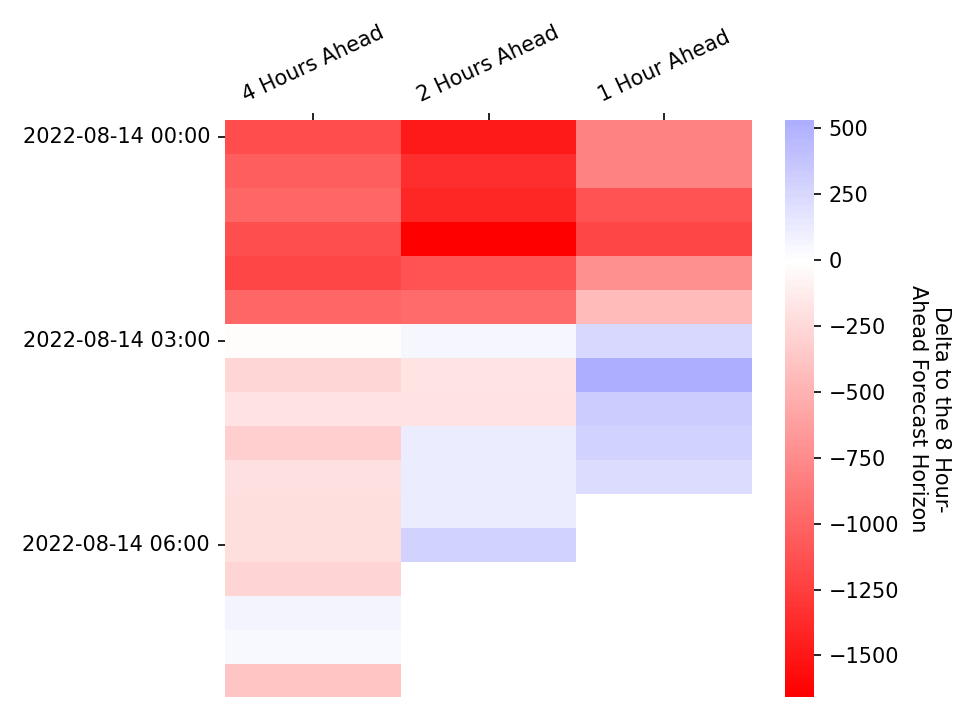 4 Hours Ahead
2 Hours Ahead
1 Hour Ahead
2022-08-14 00:00
2022-08-14 03:00
2022-08-14 06:00
500
250
0
−250
−500
−750
−1000
−1250
−1500
Delta to the 8 Hour-
Ahead Forecast Horizon